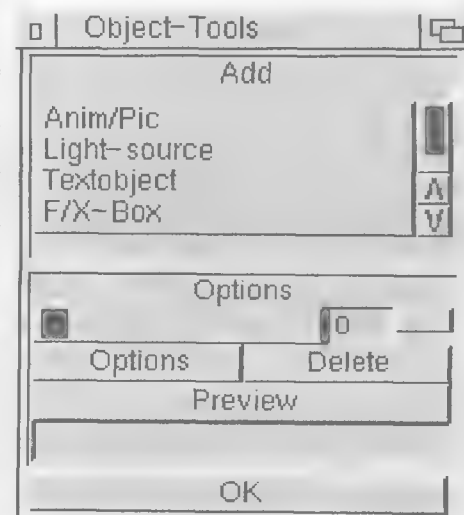 Object-Tools
Add
Anim/Pic
Light-source
Textobject
F/X-Box
Options
0
Options Delete
Preview
OK